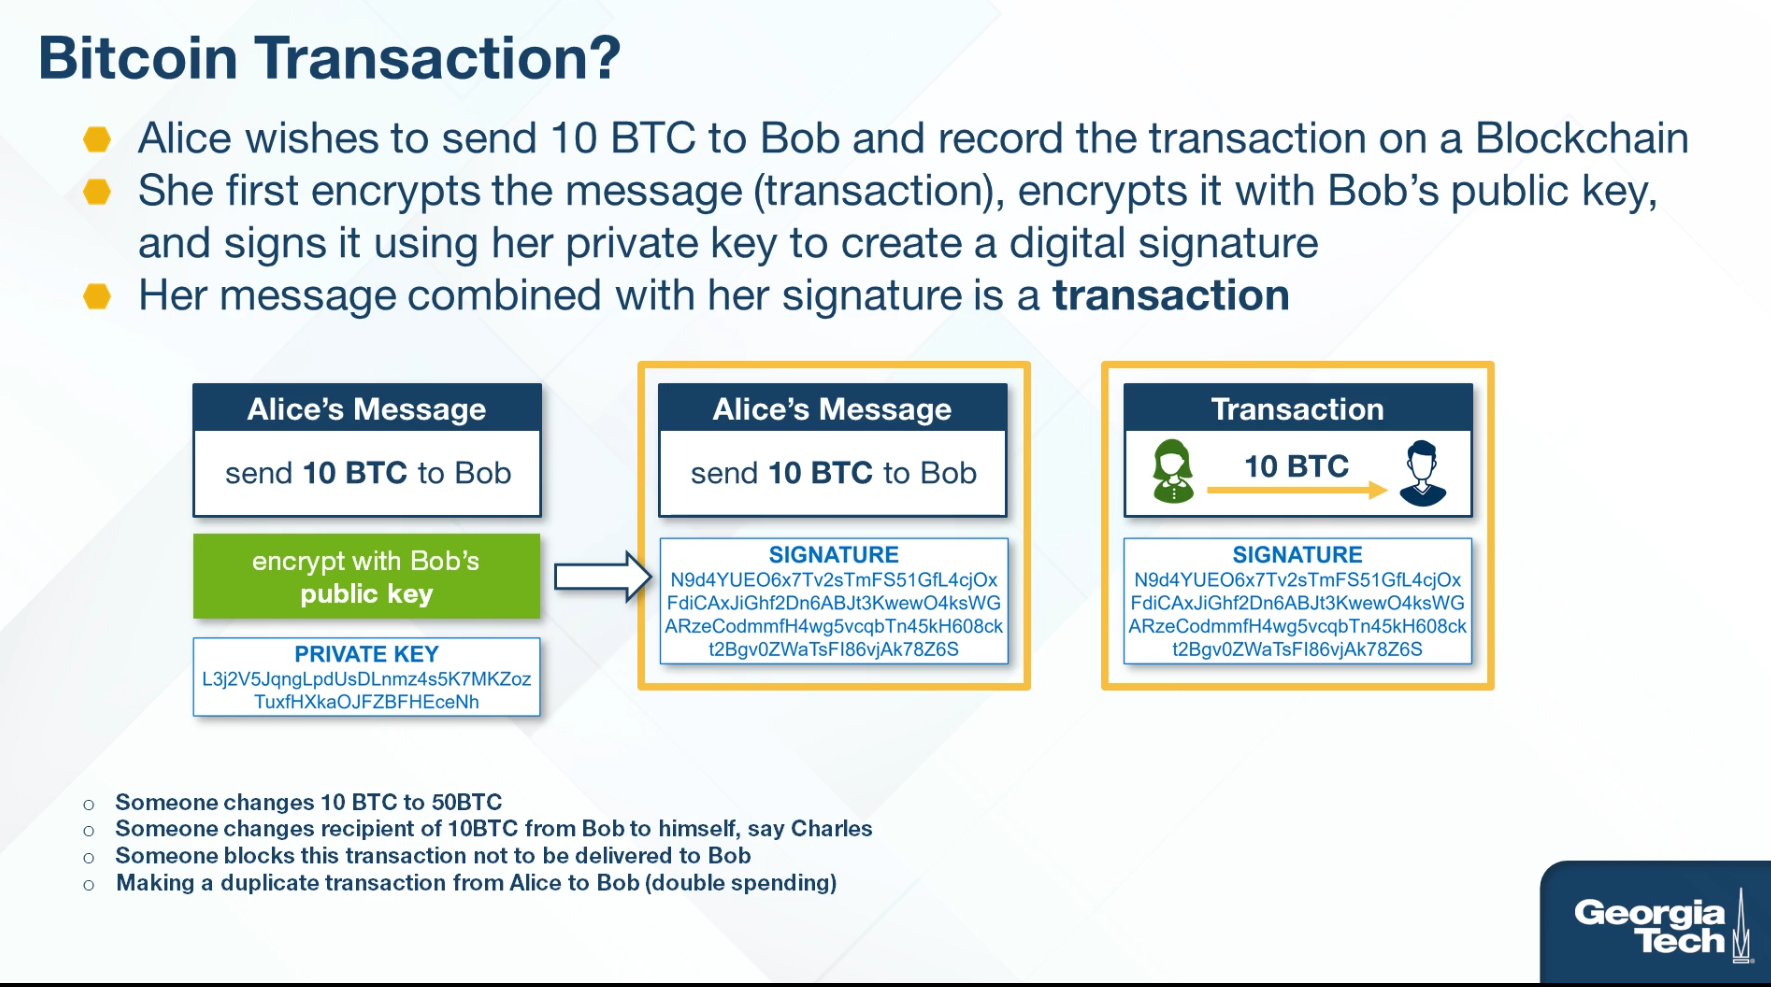 Bitcoin Transaction?
Alice wishes to send 10 BTC to Bob and record the transaction on a Blockchain
She first encrypts the message (transaction), encrypts it with Bob's public key,
and signs it using her private key to create a digital signature
Her message combined with her signature is a transaction
Alice's Message
send 10 BTC to Bob
encrypt with Bob's
public key
PRIVATE KEY
L3j2V5JqngLpdUsDLnmz4s5K7MKZoz
TuxfHXkaOJFZBFHEceNh
Alice's Message
send 10 BTC to Bob
SIGNATURE
N9d4YUEO6x7Tv2sTmFS51GfL4cjOx
FdiCAxJiGhf2Dn6ABJt3KwewO4ksWG
ARzeCodmmfH4wg5vcqbTn45kH608ck
t2Bgv0ZWaTsFI86vjAk78Z6S
Transaction
10 BTC
SIGNATURE
N9d4YUEO6x7Tv2sTmFS51GfL4cjOx
FdiCAxJiGhf2Dn6ABJt3KwewO4ksWG
ARzeCodmmfH4wg5vcqbTn45kH608ck
t2Bgv0ZWaTsFI86vjAk78Z6S
Someone changes 10 BTC to 50BTC
Someone changes recipient of 10BTC from Bob to himself, say Charles
Someone blocks this transaction not to be delivered to Bob
Making a duplicate transaction from Alice to Bob (double spending)
Georgia
Tech